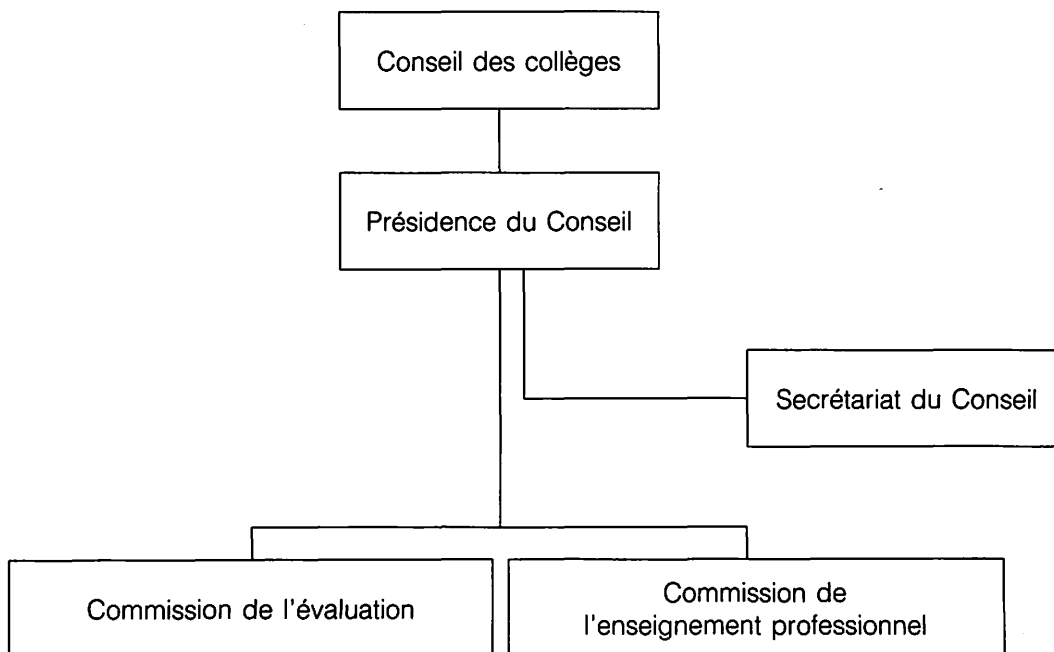 Conseil des collèges
Présidence du Conseil
Secrétariat du Conseil
Commission de l'évaluation
Commission de
l'enseignement professionnel